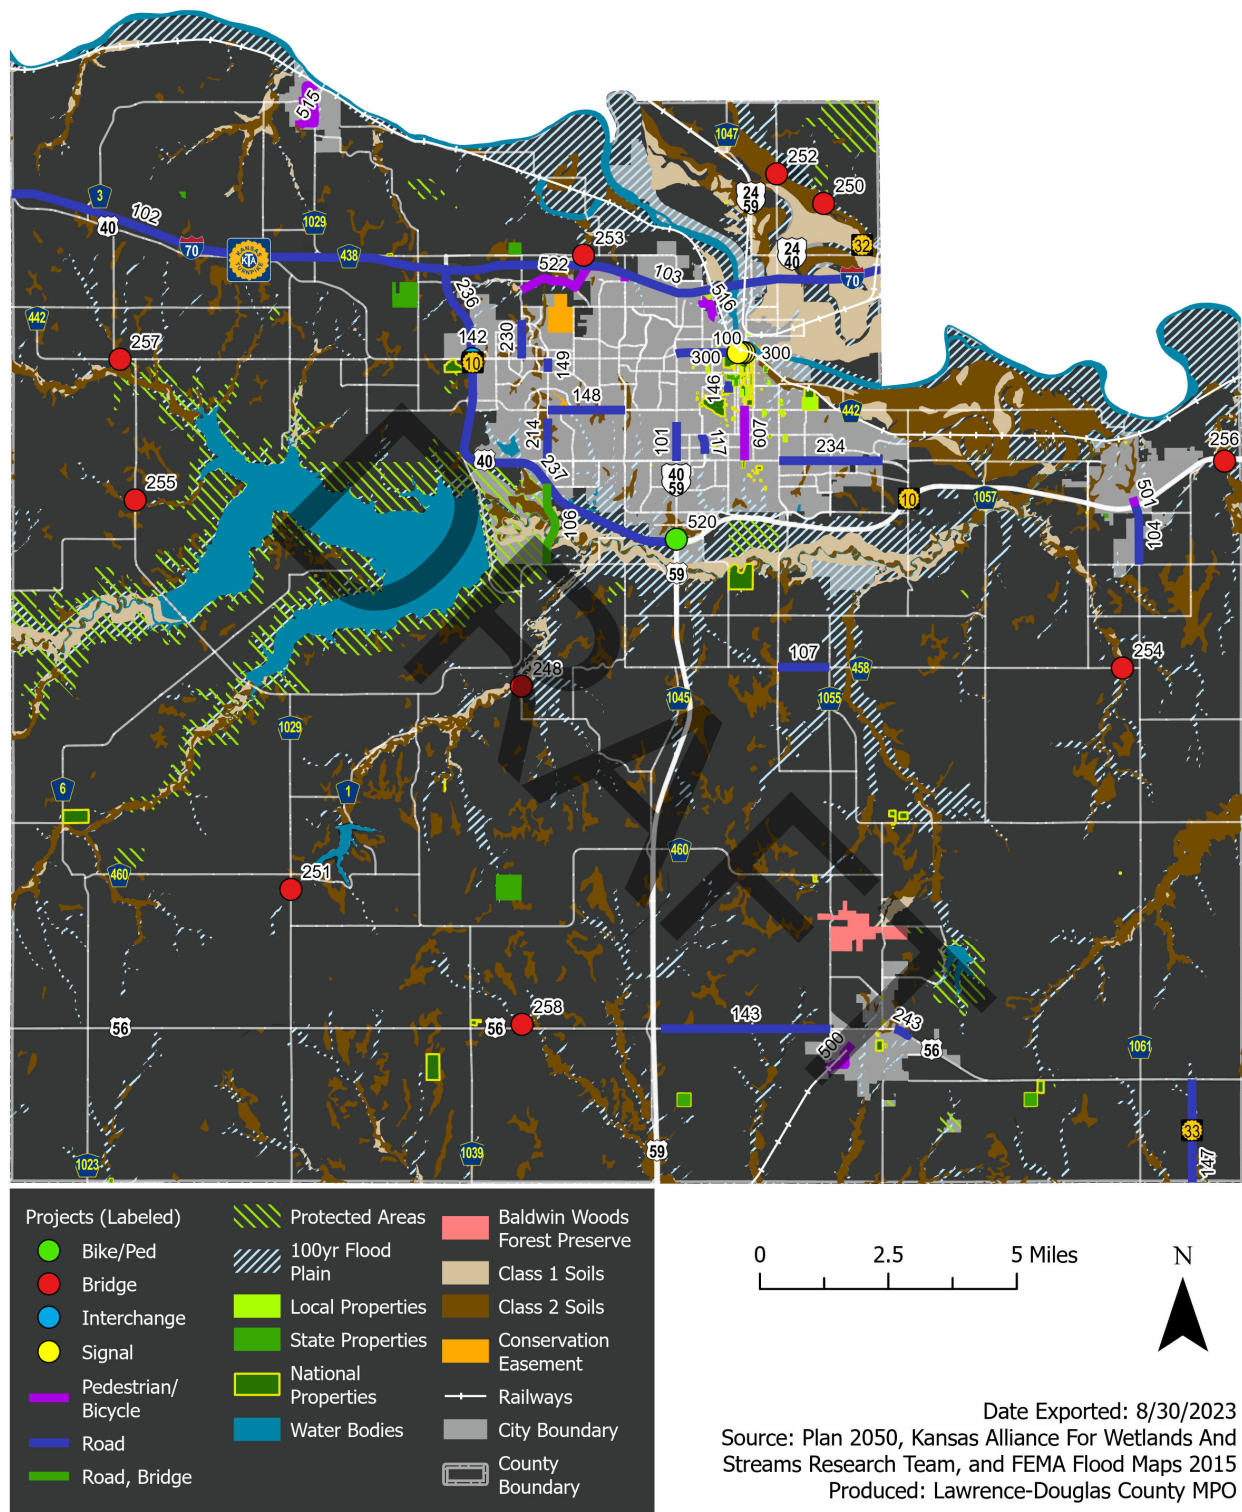 515
1047
252
24
59
250
3
102
40
1029
70
KANSAS
KTA
TURNPIKE
438
253
24
40
32
522
103
70
236
516
442
257
142
10
230
149
100
300
300
146
148
442
214
101
117
607
234
256
40
237
40
59
255
106
520
10
1057
501
104
59
248
107
458
254
1029
1045
1055
6
1
460
460
251
DRAFT
258
56
56
143
243
500
56
1061
33
147
1023
1039
59
Projects (Labeled)
Bike/Ped
Bridge
Interchange
Signal
Pedestrian/
Bicycle
Road
Road, Bridge
Protected Areas
100yr Flood
Plain
Local Properties
State Properties
National
Properties
Water Bodies
Baldwin Woods
Forest Preserve
Class 1 Soils
Class 2 Soils
Conservation
Easement
Railways
City Boundary
County
Boundary
0 2.5 5 Miles
N
Date Exported: 8/30/2023
Source: Plan 2050, Kansas Alliance For Wetlands And
Streams Research Team, and FEMA Flood Maps 2015
Produced: Lawrence-Douglas County MPO